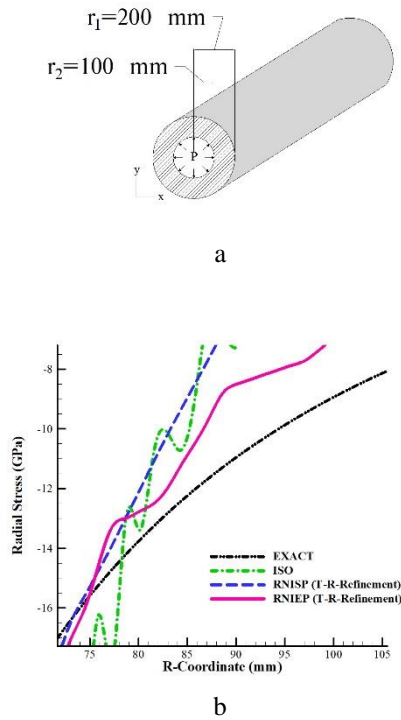 r₁=200 mm
r₂=100 mm
P
y
x
a
-8
-10
-12
-14
-16
Radial Stress (GPa)
EXACT
ISO
RNISP (T-R-Refinement)
RNIEP (T-R-Refinement)
75 80 85 90 95 100 105
R-Coordinate (mm)
b